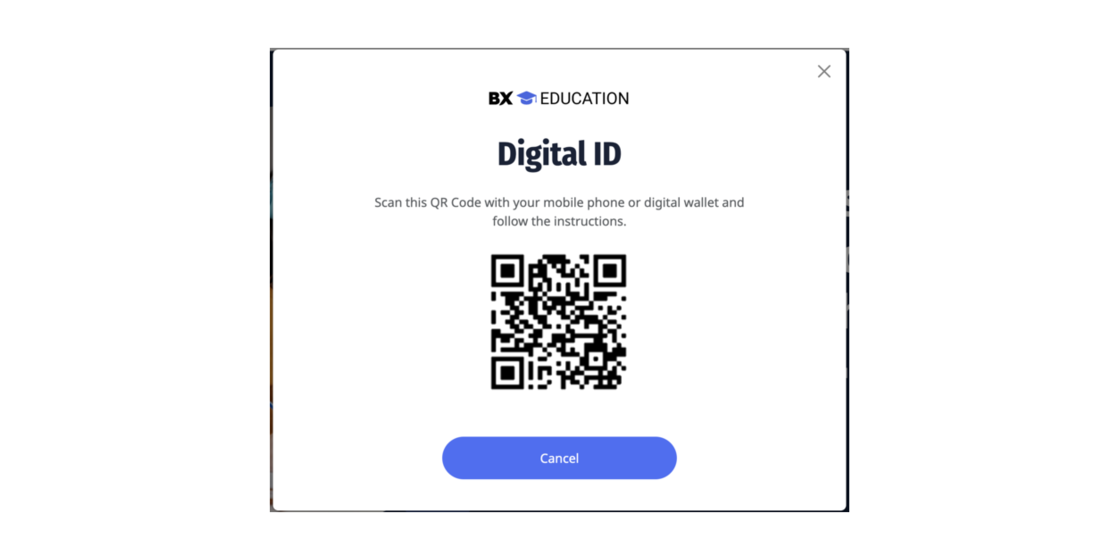 BX EDUCATION
Digital ID
Scan this QR Code with your mobile phone or digital wallet and
follow the instructions.
Cancel